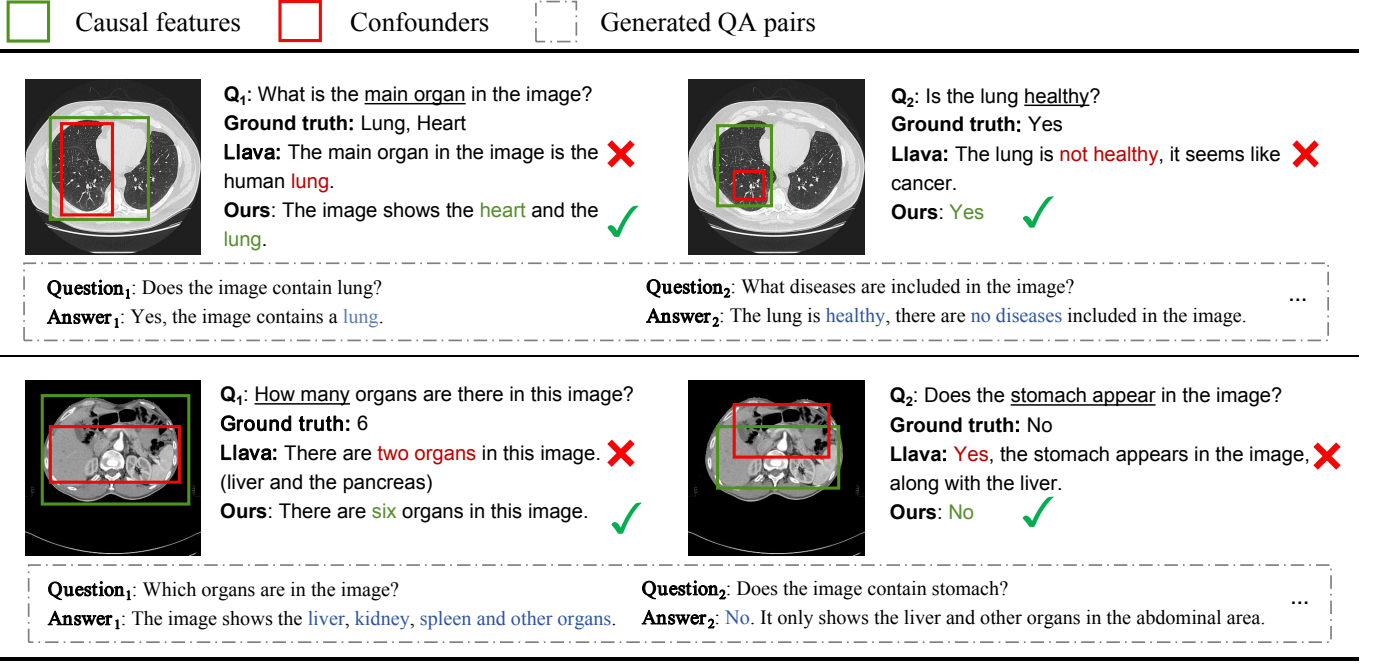 Causal features Confounders Generated QA pairs
Q1: What is the main organ in the image?
Ground truth: Lung, Heart
Llava: The main organ in the image is the
human lung.
Ours: The image shows the heart and the
lung.
Q2: Is the lung healthy?
Ground truth: Yes
Llava: The lung is not healthy, it seems like
cancer.
Ours: Yes
Question1: Does the image contain lung?
Answer1: Yes, the image contains a lung.
Question2: What diseases are included in the image?
Answer2: The lung is healthy, there are no diseases included in the image.
...
Q1: How many organs are there in this image?
Ground truth: 6
Llava: There are two organs in this image.
(liver and the pancreas)
Ours: There are six organs in this image.
Q2: Does the stomach appear in the image?
Ground truth: No
Llava: Yes, the stomach appears in the image,
along with the liver.
Ours: No
Question1: Which organs are in the image?
Answer1: The image shows the liver, kidney, spleen and other organs.
Question2: Does the image contain stomach?
Answer2: No. It only shows the liver and other organs in the abdominal area.
...